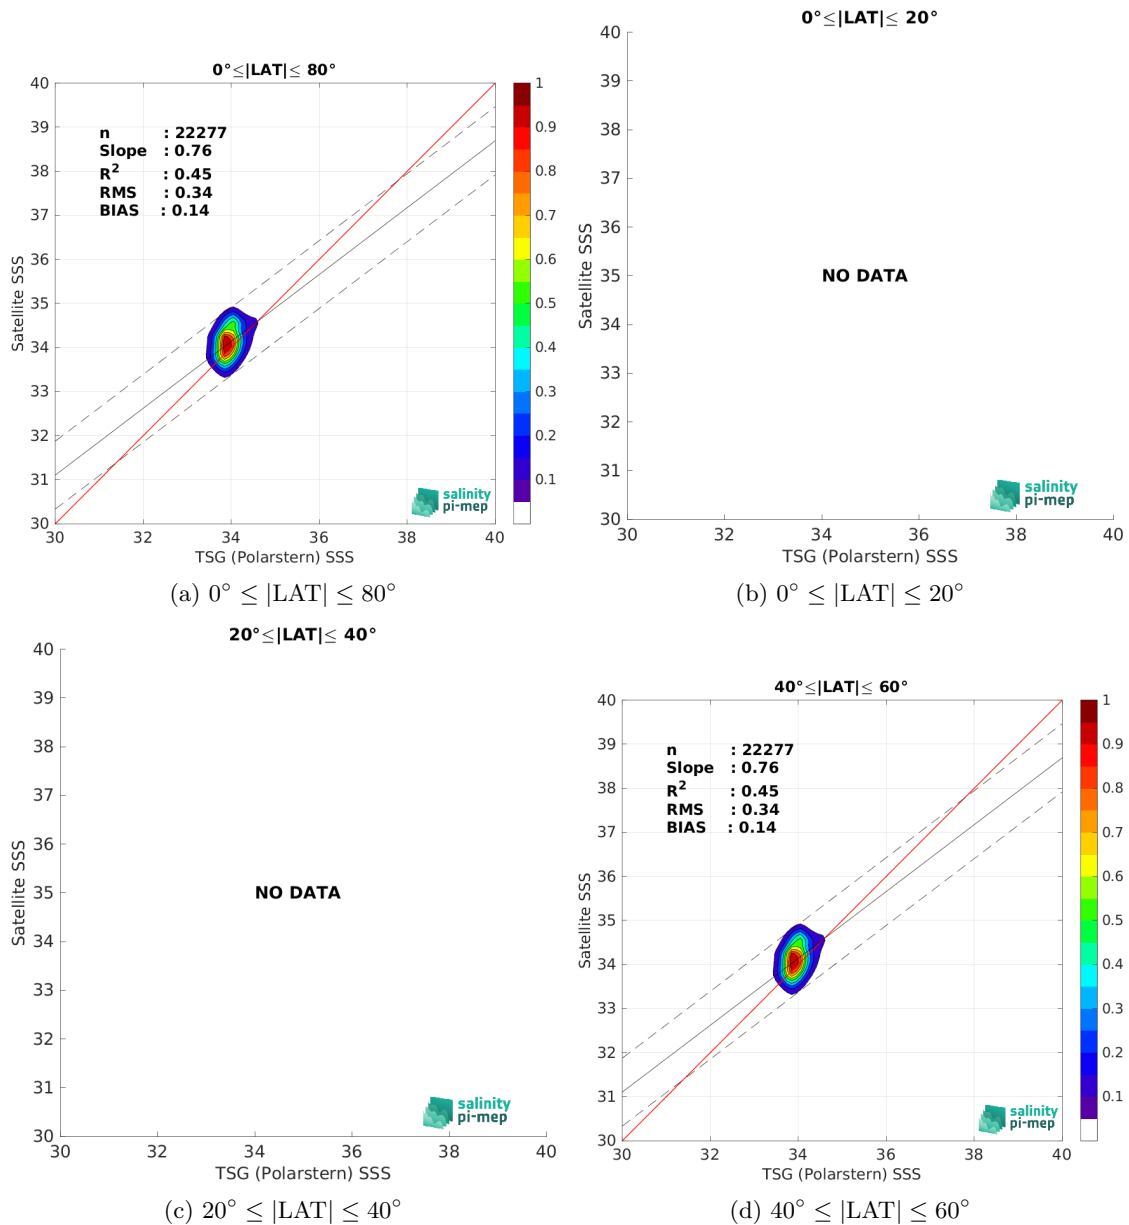 0°≤|LAT|≤ 80°
40
39
38
37
36
35
34
33
32
31
30
Satellite SSS
n : 22277
Slope : 0.76
R² : 0.45
RMS : 0.34
BIAS : 0.14
salinity
pi-mep
30 32 34 36 38 40
TSG (Polarstern) SSS
1
0.9
0.8
0.7
0.6
0.5
0.4
0.3
0.2
0.1
(a) 0° ≤ |LAT| ≤ 80°
0°≤|LAT|≤ 20°
40
39
38
37
36
35
34
33
32
31
30
Satellite SSS
NO DATA
salinity
pi-mep
30 32 34 36 38 40
TSG (Polarstern) SSS
(b) 0° ≤ |LAT| ≤ 20°
20°≤|LAT|≤ 40°
40
39
38
37
36
35
34
33
32
31
30
Satellite SSS
NO DATA
salinity
pi-mep
30 32 34 36 38 40
TSG (Polarstern) SSS
(c) 20° ≤ |LAT| ≤ 40°
40°≤|LAT|≤ 60°
40
39
38
37
36
35
34
33
32
31
30
Satellite SSS
n : 22277
Slope : 0.76
R² : 0.45
RMS : 0.34
BIAS : 0.14
salinity
pi-mep
30 32 34 36 38 40
TSG (Polarstern) SSS
1
0.9
0.8
0.7
0.6
0.5
0.4
0.3
0.2
0.1
(d) 40° ≤ |LAT| ≤ 60°